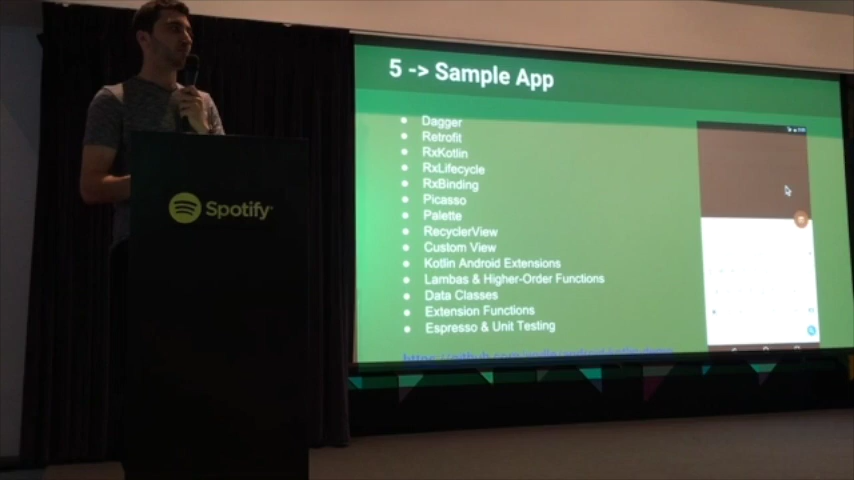 5 -> Sample App
Dagger
Retrofit
RxKotlin
RxLifecycle
RxBinding
Picasso
Palette
RecyclerView
Custom View
Kotlin Android Extensions
Lambas & Higher-Order Functions
Data Classes
Extension Functions
Espresso & Unit Testing
Spotify